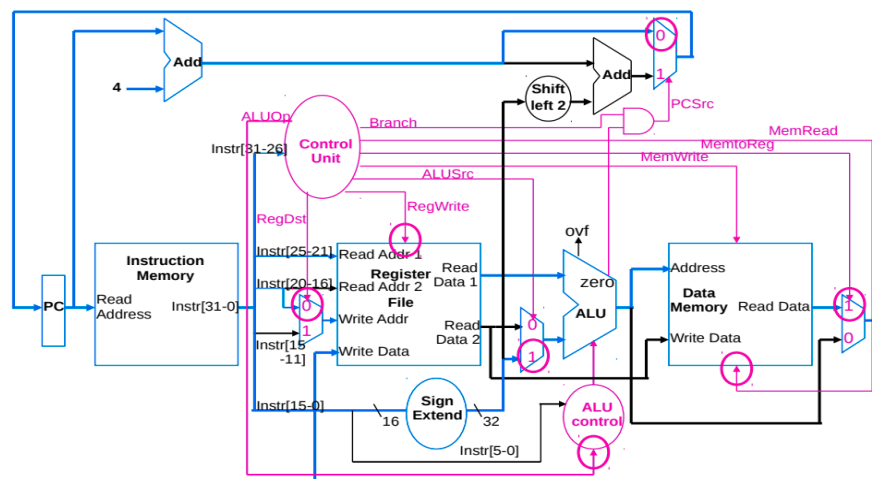 0
Add
4
Add
1
Shift
left 2
PCSrc
ALUOp
Branch
MemRead
Control
Unit
Instr[31-26]
MemtoReg
MemWrite
ALUSrc
RegDst
RegWrite
ovf
Instruction
Memory
Instr[25-21]
Read Addr 1
Register
File
Read
Data 1
zero
Address
Data
Memory
Instr[20-16]
Read Addr 2
PC
Read
Address
Instr[31-0]
0
1
Write Addr
Read
Data 2
0
1
ALU
Read Data
1
0
Write Data
Instr[15
-11]
Write Data
Instr[15-0]
16
Sign
Extend
32
ALU
control
Instr[5-0]